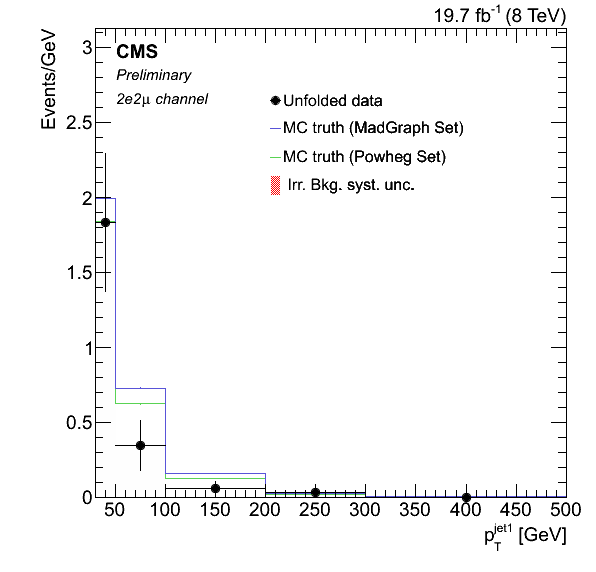 19.7 fb⁻¹ (8 TeV)
Events/GeV
CMS
Preliminary
2e2μ channel
Unfolded data
MC truth (MadGraph Set)
MC truth (Powheg Set)
Irr. Bkg. syst. unc.
3
2.5
2
1.5
1
0.5
0
50 100 150 200 250 300 350 400 450 500
p_T^jet1 [GeV]